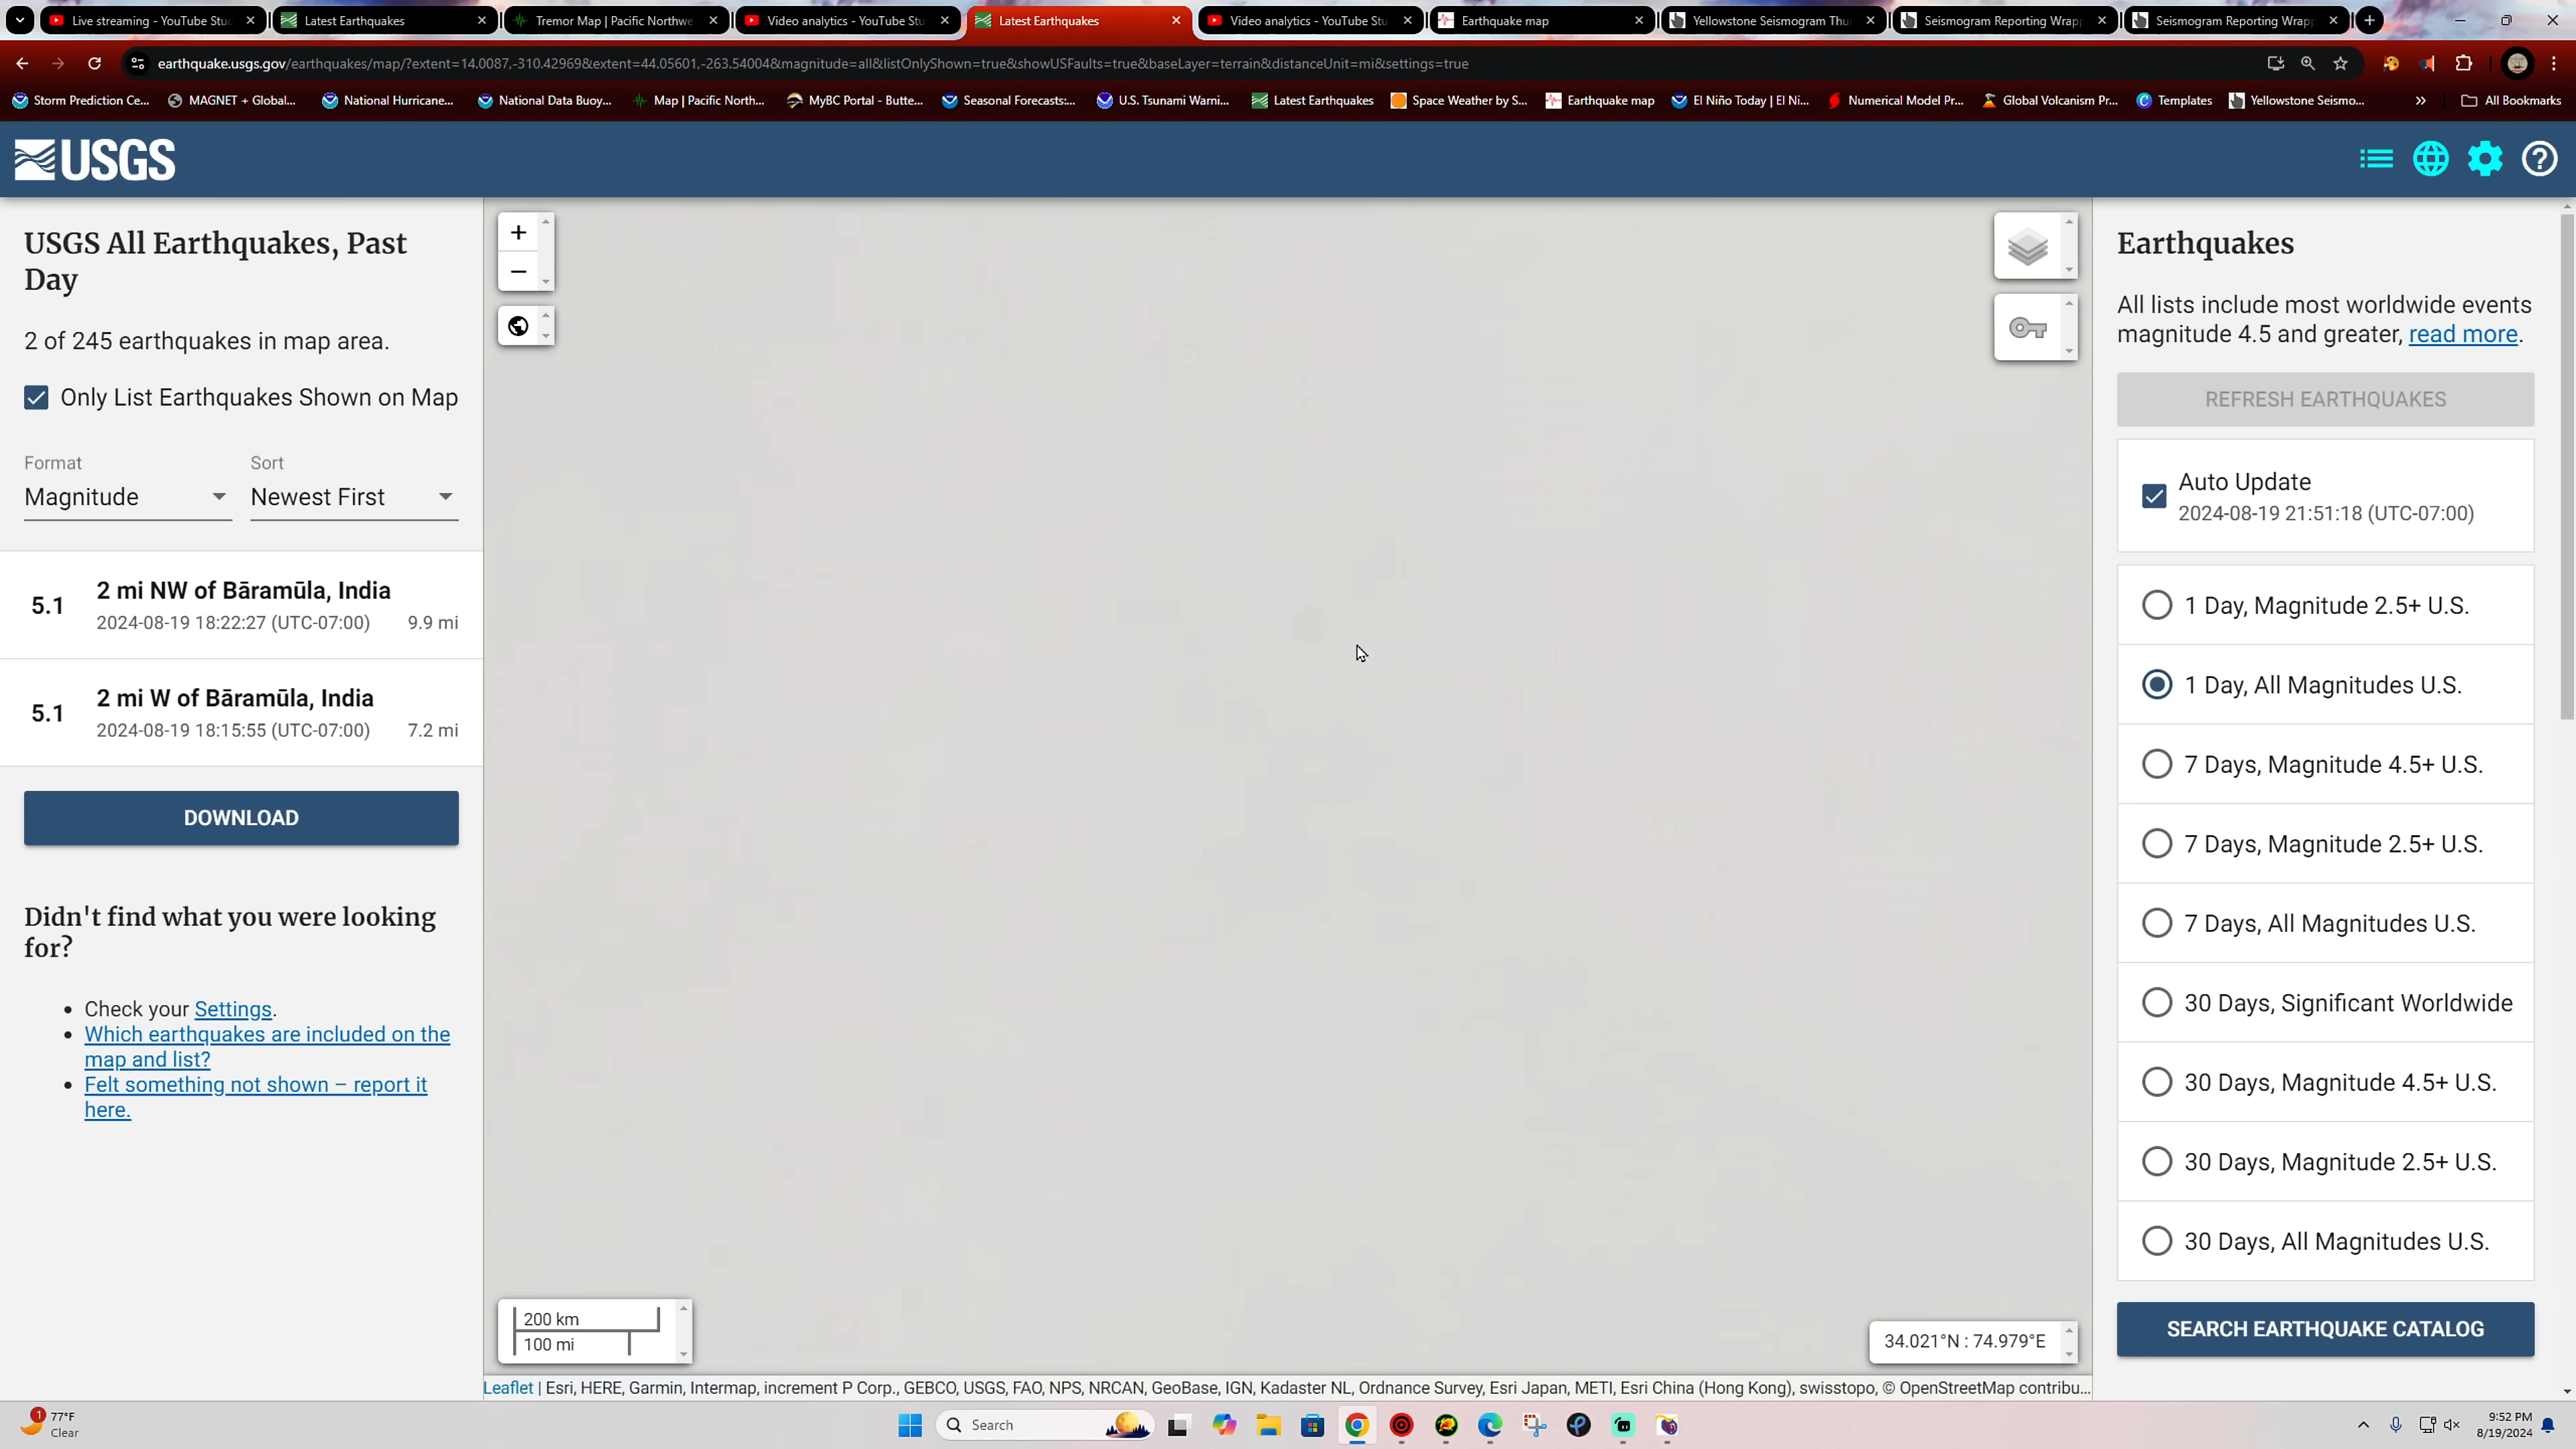 Live streaming - YouTube Stu
Latest Earthquakes
Tremor Map | Pacific Northwe
Video analytics - YouTube Stu
Latest Earthquakes
Video analytics - YouTube Stu
Earthquake map
Yellowstone Seismogram Thu
Seismogram Reporting Wrapp
Seismogram Reporting Wrapp
earthquake.usgs.gov/earthquakes/map/?extent=14.0087,-310.42969&extent=44.05601,-263.54004&magnitude=all&listOnlyShown=true&showUSFaults=true&baseLayer=terrain&distanceUnit=mi&settings=true
Storm Prediction Ce...
MAGNET + Global...
National Hurricane...
National Data Buoy...
Map | Pacific North...
MyBC Portal - Butte...
Seasonal Forecasts:...
U.S. Tsunami Warni...
Latest Earthquakes
Space Weather by S...
Earthquake map
El Niño Today | El Ni...
Numerical Model Pr...
Global Volcanism Pr...
Templates
Yellowstone Seismo...
All Bookmarks
USGS
USGS All Earthquakes, Past
Day
2 of 245 earthquakes in map area.
Only List Earthquakes Shown on Map
Format
Sort
Magnitude
Newest First
5.1
2 mi NW of Bāramūla, India
2024-08-19 18:22:27 (UTC-07:00)
9.9 mi
5.1
2 mi W of Bāramūla, India
2024-08-19 18:15:55 (UTC-07:00)
7.2 mi
DOWNLOAD
Didn't find what you were looking
for?
• Check your Settings.
• Which earthquakes are included on the
map and list?
• Felt something not shown – report it
here.
+
−
200 km
100 mi
34.021°N : 74.979°E
Leaflet | Esri, HERE, Garmin, Intermap, increment P Corp., GEBCO, USGS, FAO, NPS, NRCAN, GeoBase, IGN, Kadaster NL, Ordnance Survey, Esri Japan, METI, Esri China (Hong Kong), swisstopo, © OpenStreetMap contribu...
Earthquakes
All lists include most worldwide events
magnitude 4.5 and greater, read more.
REFRESH EARTHQUAKES
Auto Update
2024-08-19 21:51:18 (UTC-07:00)
1 Day, Magnitude 2.5+ U.S.
1 Day, All Magnitudes U.S.
7 Days, Magnitude 4.5+ U.S.
7 Days, Magnitude 2.5+ U.S.
7 Days, All Magnitudes U.S.
30 Days, Significant Worldwide
30 Days, Magnitude 4.5+ U.S.
30 Days, Magnitude 2.5+ U.S.
30 Days, All Magnitudes U.S.
SEARCH EARTHQUAKE CATALOG
1
77°F
Clear
Search
9:52 PM
8/19/2024